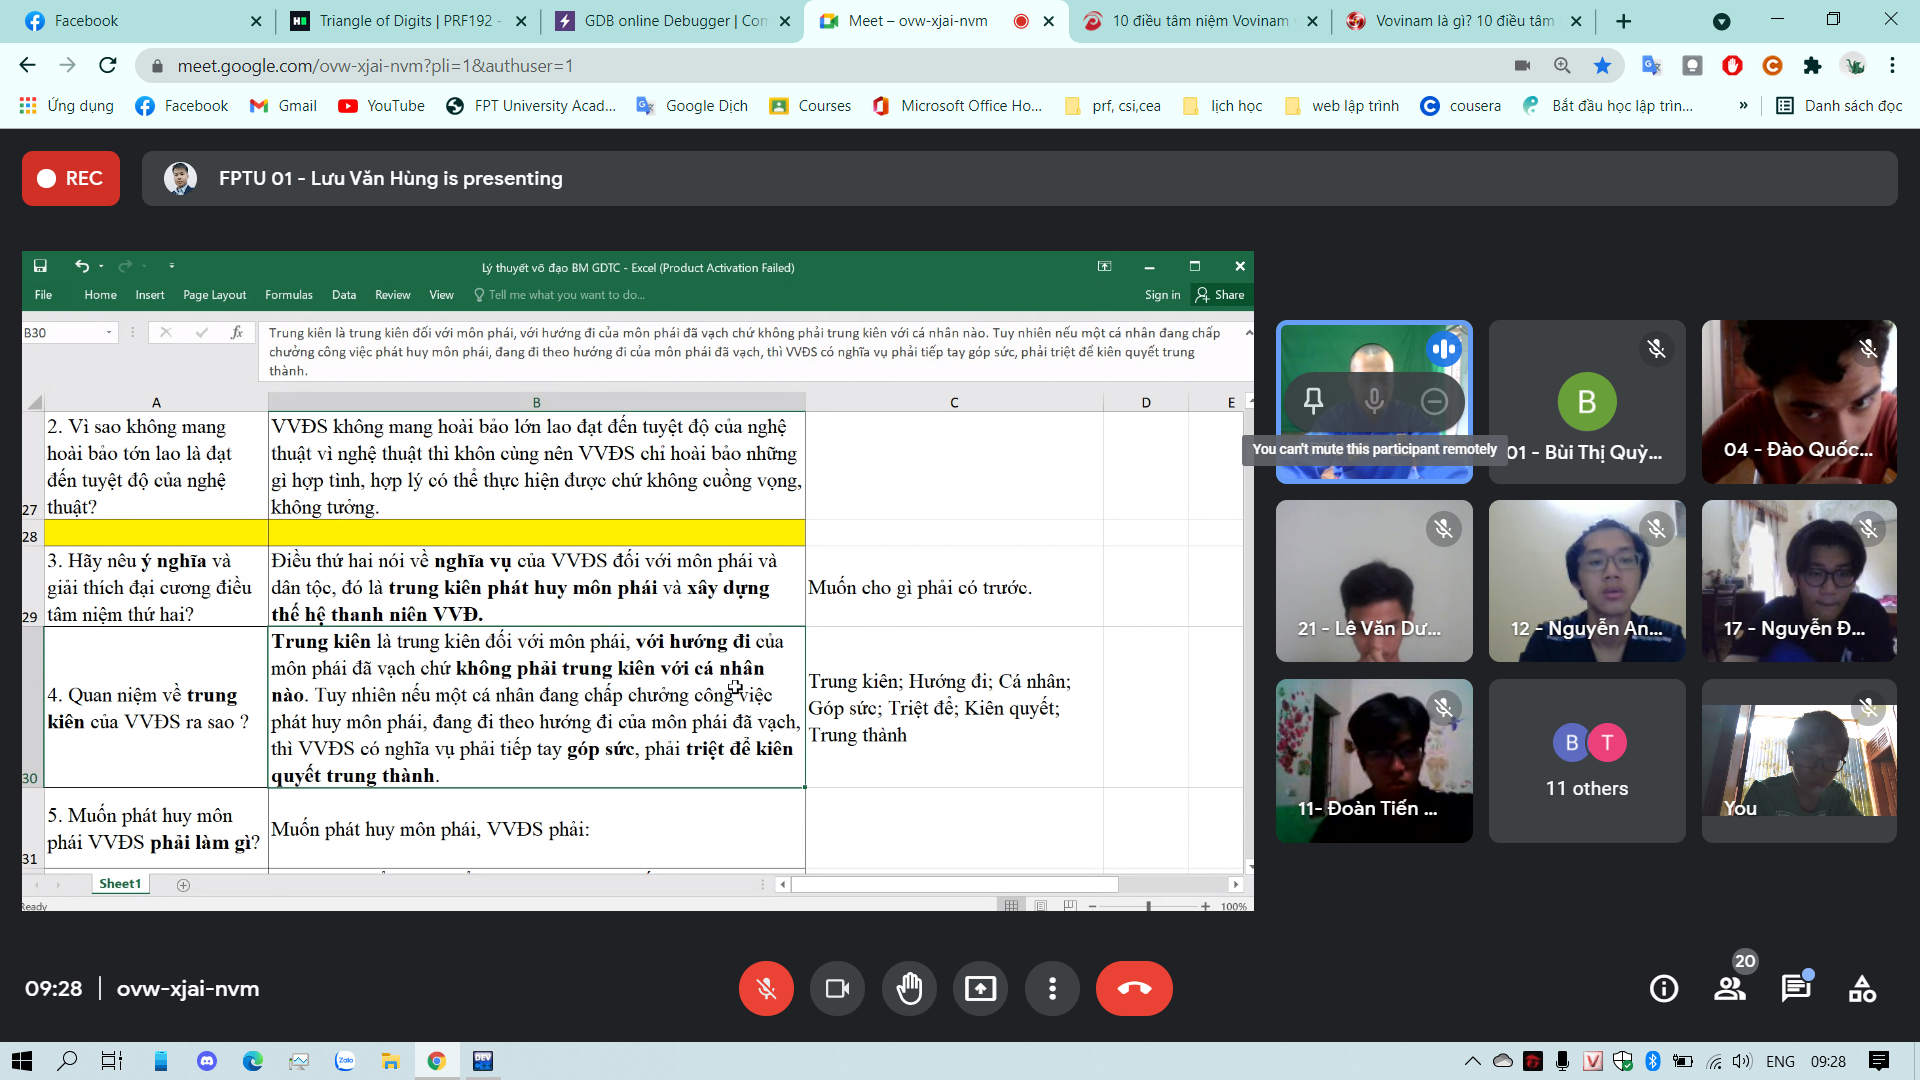 Facebook
Triangle of Digits | PRF192 -
GDB online Debugger | Con
Meet – ovw-xjai-nvm
10 điều tâm niệm Vovinam
Vovinam là gì? 10 điều tâm
meet.google.com/ovw-xjai-nvm?pli=1&authuser=1
Ứng dụng
Facebook
Gmail
YouTube
FPT University Acad...
Google Dịch
Courses
Microsoft Office Ho...
prf, csi,cea
lịch học
web lập trình
cousera
Bắt đầu học lập trìn...
»
Danh sách đọc
REC
FPTU 01 - Lưu Văn Hùng is presenting
Lý thuyết võ đạo BM GDTC - Excel (Product Activation Failed)
File
Home
Insert
Page Layout
Formulas
Data
Review
View
Tell me what you want to do...
Sign in
Share
B30
fx
Trung kiên là trung kiên đối với môn phái, với hướng đi của môn phái đã vạch chứ không phải trung kiên với cá nhân nào. Tuy nhiên nếu một cá nhân đang chấp
chưởng công việc phát huy môn phái, đang đi theo hướng đi của môn phái đã vạch, thì VVĐS có nghĩa vụ phải tiếp tay góp sức, phải triệt để kiên quyết trung
thành.
A
B
C
D
E
27
2. Vì sao không mang
hoài bảo tớn lao là đạt
đến tuyệt độ của nghệ
thuật?
VVĐS không mang hoài bảo lớn lao đạt đến tuyệt độ của nghệ
thuật vì nghệ thuật thì khôn cùng nên VVĐS chỉ hoài bảo những
gì hợp tình, hợp lý có thể thực hiện được chứ không cuồng vọng,
không tưởng.
28
29
3. Hãy nêu ý nghĩa và
giải thích đại cương điều
tâm niệm thứ hai?
Điều thứ hai nói về nghĩa vụ của VVĐS đối với môn phái và
dân tộc, đó là trung kiên phát huy môn phái và xây dựng
thế hệ thanh niên VVĐ.
Muốn cho gì phải có trước.
30
4. Quan niệm về trung
kiên của VVĐS ra sao ?
Trung kiên là trung kiên đối với môn phái, với hướng đi của
môn phái đã vạch chứ không phải trung kiên với cá nhân
nào. Tuy nhiên nếu một cá nhân đang chấp chưởng công việc
phát huy môn phái, đang đi theo hướng đi của môn phái đã vạch,
thì VVĐS có nghĩa vụ phải tiếp tay góp sức, phải triệt để kiên
quyết trung thành.
Trung kiên; Hướng đi; Cá nhân;
Góp sức; Triệt để; Kiên quyết;
Trung thành
31
5. Muốn phát huy môn
phái VVĐS phải làm gì?
Muốn phát huy môn phái, VVĐS phải:
Sheet1
Ready
100%
You can't mute this participant remotely
B
01 - Bùi Thị Quỳ...
04 - Đào Quốc...
21 - Lê Văn Dư...
12 - Nguyễn An...
17 - Nguyễn Đ...
11- Đoàn Tiến ...
B
T
11 others
You
09:28
ovw-xjai-nvm
20
Zalo
DEV
V
ENG
09:28